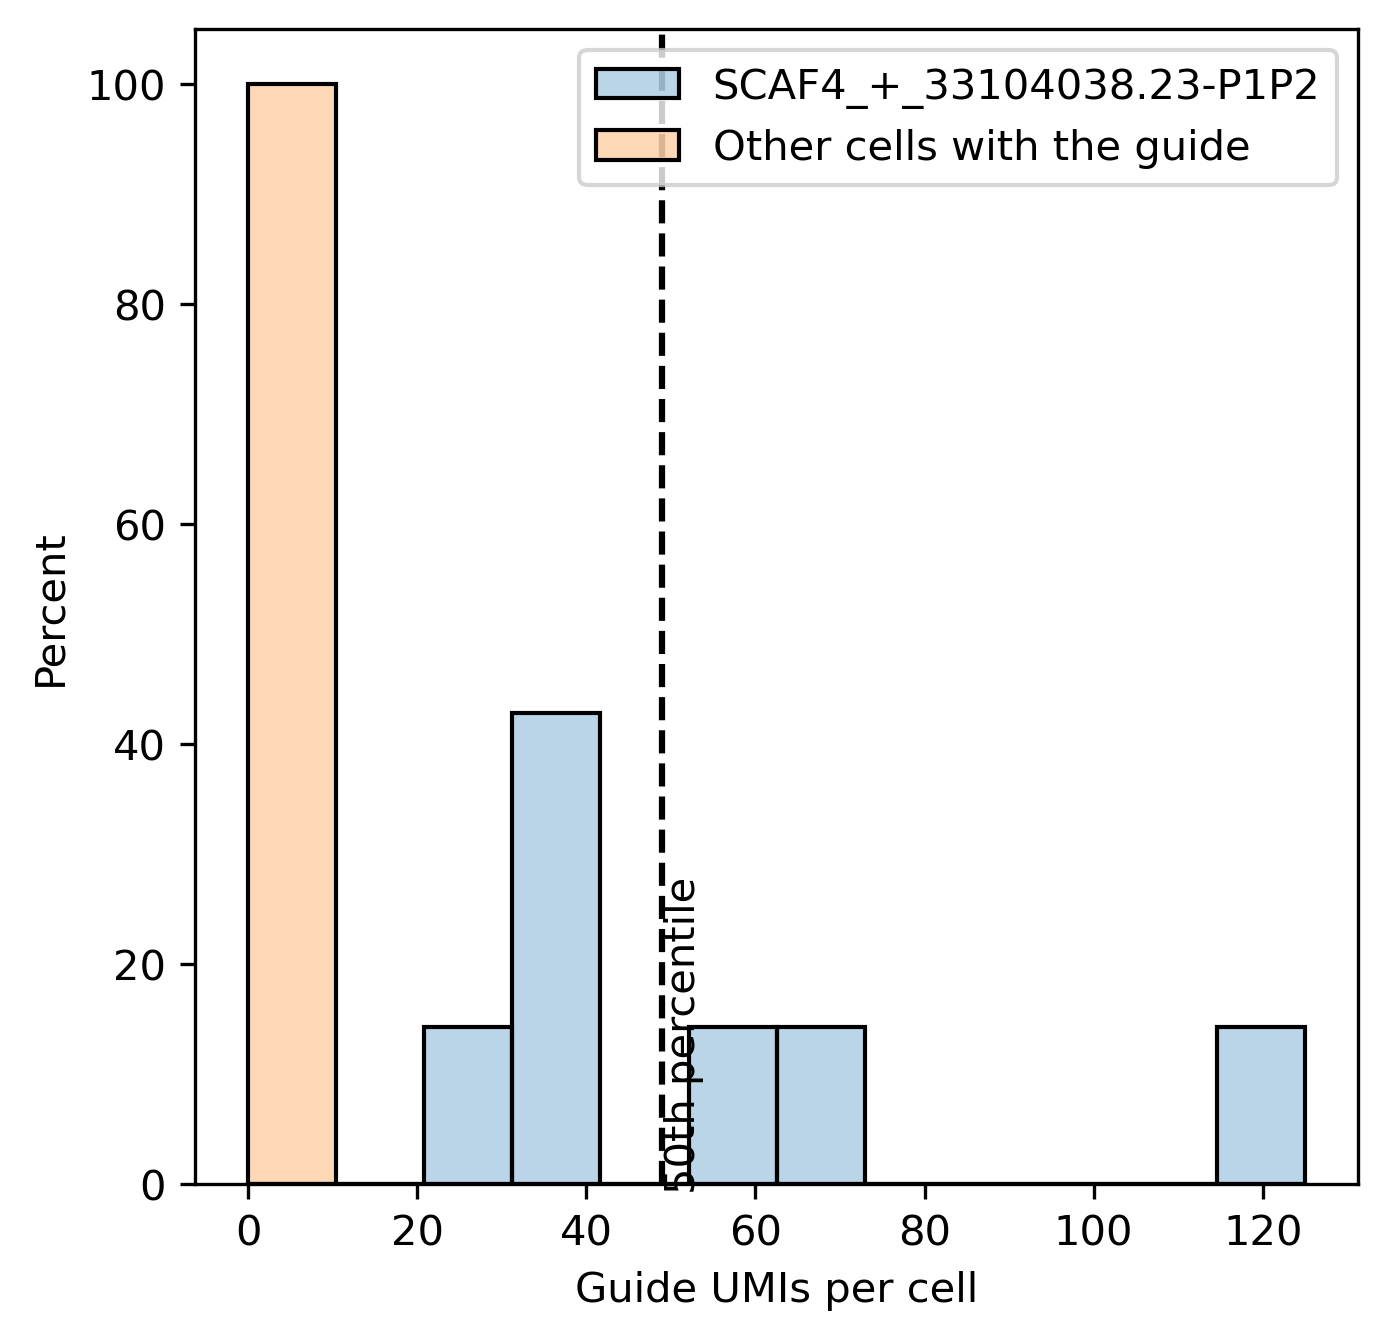 SCAF4_+_33104038.23-P1P2
Other cells with the guide
100
80
60
40
20
0
Percent
50th percentile
0 20 40 60 80 100 120
Guide UMIs per cell